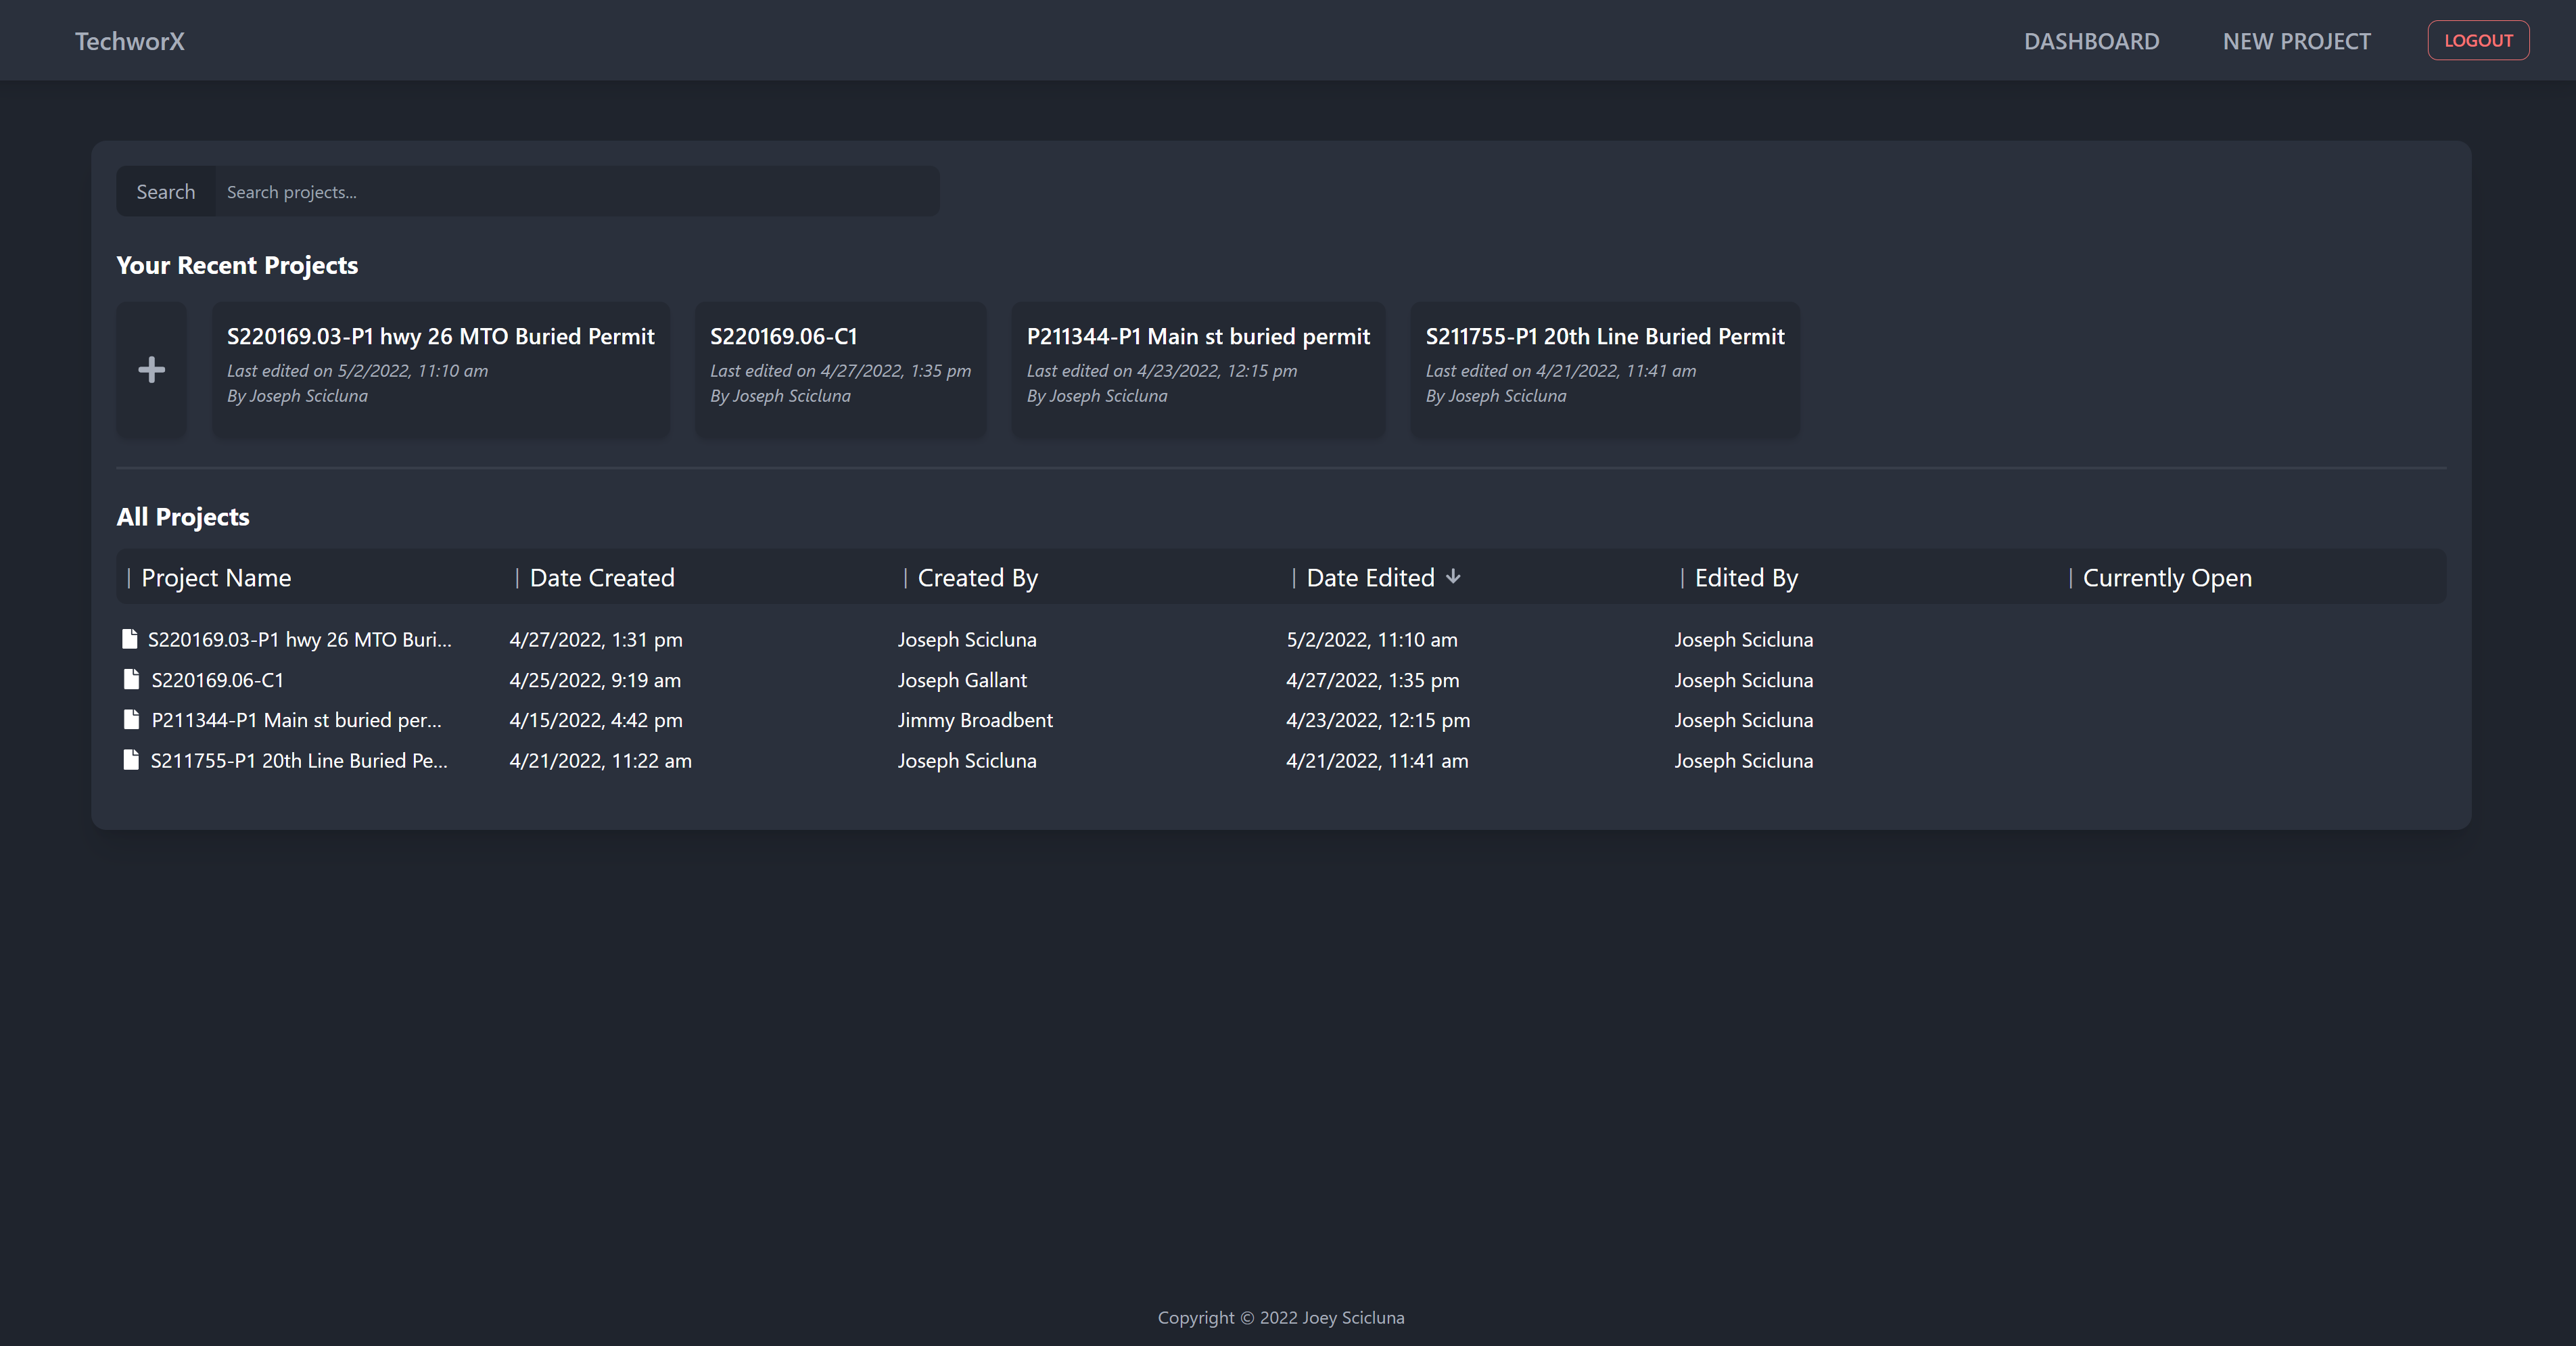 TechworX
DASHBOARD
NEW PROJECT
LOGOUT
Search
Search projects...
Your Recent Projects
S220169.03-P1 hwy 26 MTO Buried Permit
Last edited on 5/2/2022, 11:10 am
By Joseph Scicluna
S220169.06-C1
Last edited on 4/27/2022, 1:35 pm
By Joseph Scicluna
P211344-P1 Main st buried permit
Last edited on 4/23/2022, 12:15 pm
By Joseph Scicluna
S211755-P1 20th Line Buried Permit
Last edited on 4/21/2022, 11:41 am
By Joseph Scicluna
All Projects
| Project Name | Date Created | Created By | Date Edited | Edited By | Currently Open
S220169.03-P1 hwy 26 MTO Buri... 4/27/2022, 1:31 pm Joseph Scicluna 5/2/2022, 11:10 am Joseph Scicluna
S220169.06-C1 4/25/2022, 9:19 am Joseph Gallant 4/27/2022, 1:35 pm Joseph Scicluna
P211344-P1 Main st buried per... 4/15/2022, 4:42 pm Jimmy Broadbent 4/23/2022, 12:15 pm Joseph Scicluna
S211755-P1 20th Line Buried Pe... 4/21/2022, 11:22 am Joseph Scicluna 4/21/2022, 11:41 am Joseph Scicluna
Copyright © 2022 Joey Scicluna